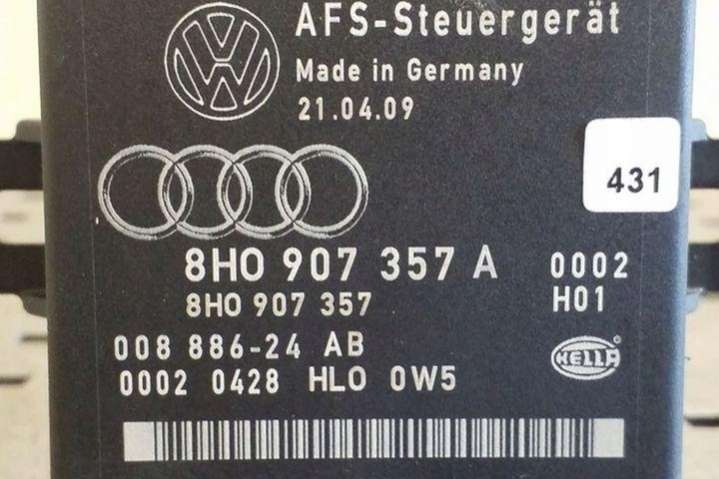 AFS-Steuergerät
Made in Germany
21.04.09
431
8H0 907 357 A 0002
8H0 907 357 H01
008 886-24 AB
0002 0428 HL0 0W5
HELLA